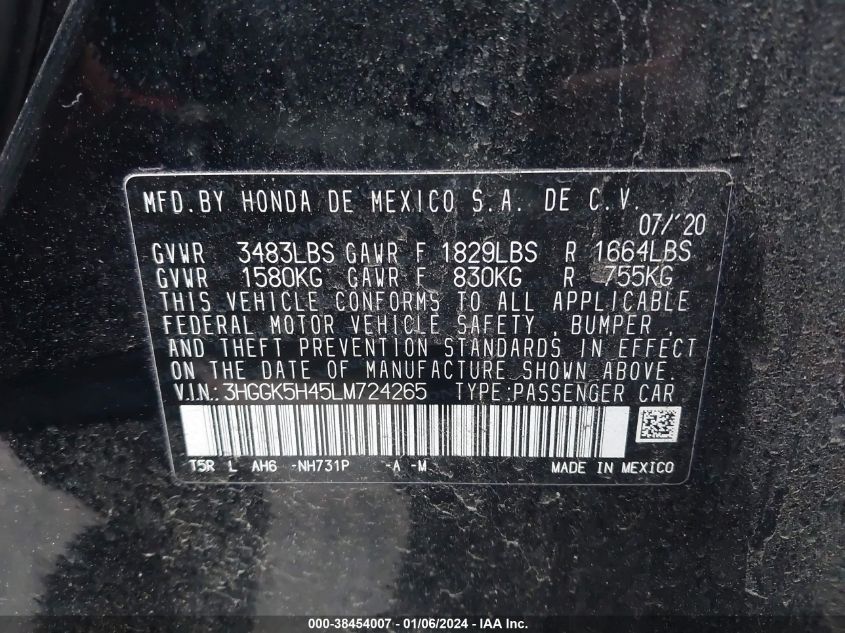 MFD.BY HONDA DE MEXICO S.A. DE C.V.
07/'20
GVWR 3483LBS GAWR F 1829LBS R 1664LBS
GVWR 1580KG GAWR F 830KG R 755KG
THIS VEHICLE CONFORMS TO ALL APPLICABLE
FEDERAL MOTOR VEHICLE SAFETY , BUMPER ,
AND THEFT PREVENTION STANDARDS IN EFFECT
ON THE DATE OF MANUFACTURE SHOWN ABOVE.
V.I.N.: 3HGGK5H45LM724265 TYPE:PASSENGER CAR
T5R L AH6 -NH731P -A -M MADE IN MEXICO
000-38454007 - 01/06/2024 - IAA Inc.